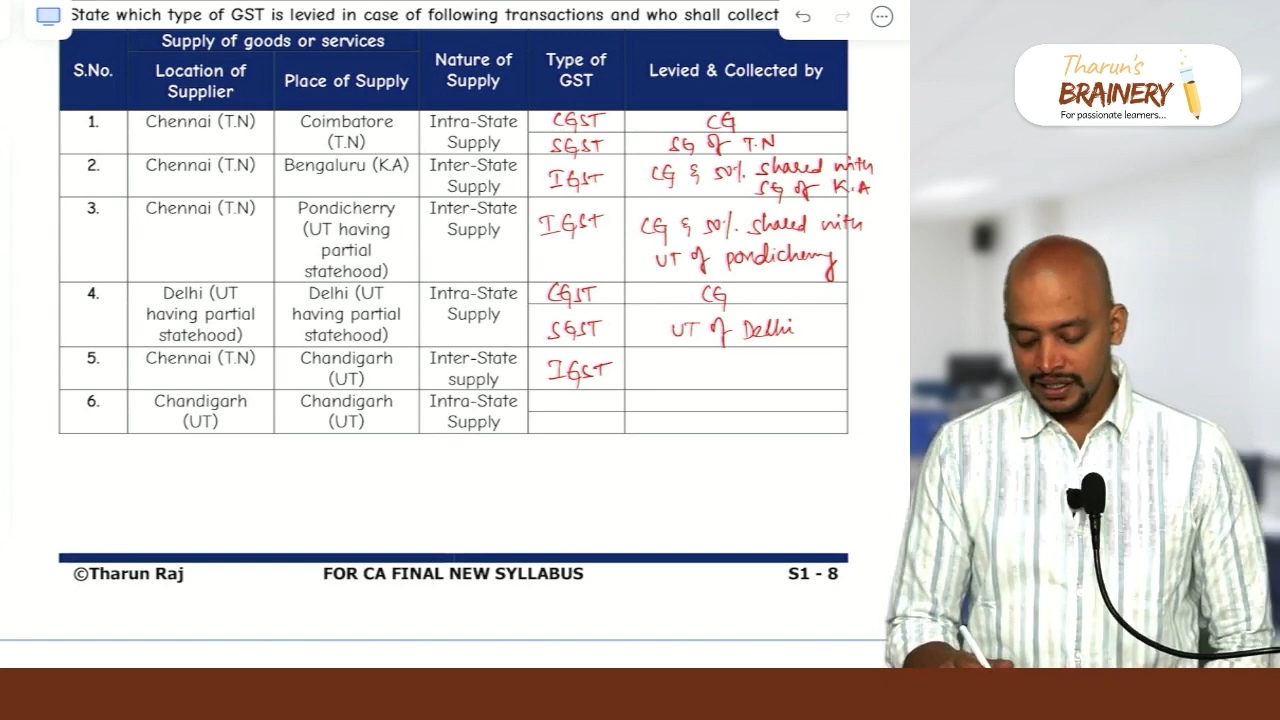 State which type of GST is levied in case of following transactions and who shall collect
Supply of goods or services
S.No.
Location of
Supplier
Place of Supply
Nature of
Supply
Type of
GST
Levied & Collected by
1.
Chennai (T.N)
Coimbatore
(T.N)
Intra-State
Supply
CGST
CG
SGST
SG of T.N
2.
Chennai (T.N)
Bengaluru (K.A)
Inter-State
Supply
IGST
CG & 50% shared with
SG of K.A
3.
Chennai (T.N)
Pondicherry
(UT having
partial
statehood)
Inter-State
Supply
IGST
CG & 50% shared with
UT of pondicherry
4.
Delhi (UT
having partial
statehood)
Delhi (UT
having partial
statehood)
Intra-State
Supply
CGST
CG
SGST
UT of Delhi
5.
Chennai (T.N)
Chandigarh
(UT)
Inter-State
supply
IGST
6.
Chandigarh
(UT)
Chandigarh
(UT)
Intra-State
Supply
©Tharun Raj
FOR CA FINAL NEW SYLLABUS
S1 - 8
Tharun's
BRAINERY
For passionate learners...